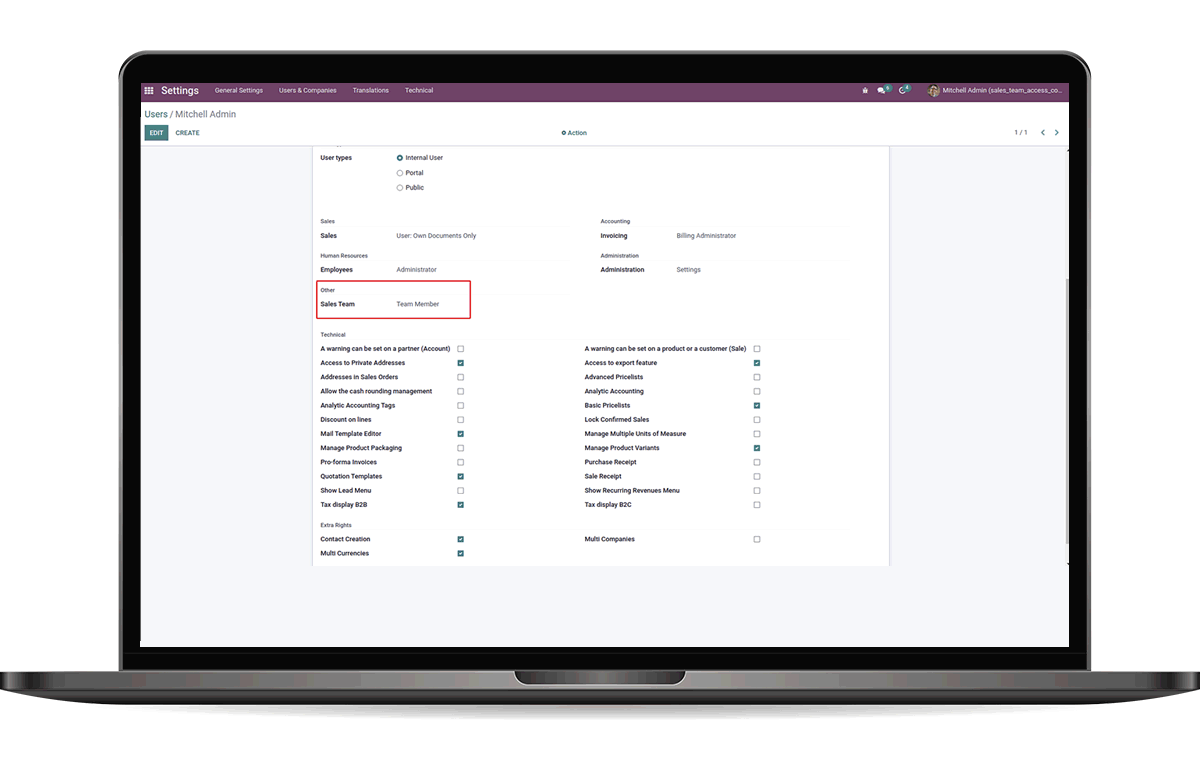 Settings General Settings Users & Companies Translations Technical 5 4 Mitchell Admin (sales_team_access_co...
Users / Mitchell Admin
EDIT CREATE Action 1 / 1
User types Internal User
Portal
Public
Sales Accounting
Sales User: Own Documents Only Invoicing Billing Administrator
Human Resources Administration
Employees Administrator Administration Settings
Other
Sales Team Team Member
Technical
A warning can be set on a partner (Account) A warning can be set on a product or a customer (Sale)
Access to Private Addresses Access to export feature
Addresses in Sales Orders Advanced Pricelists
Allow the cash rounding management Analytic Accounting
Analytic Accounting Tags Basic Pricelists
Discount on lines Lock Confirmed Sales
Mail Template Editor Manage Multiple Units of Measure
Manage Product Packaging Manage Product Variants
Pro-forma Invoices Purchase Receipt
Quotation Templates Sale Receipt
Show Lead Menu Show Recurring Revenues Menu
Tax display B2B Tax display B2C
Extra Rights
Contact Creation Multi Companies
Multi Currencies